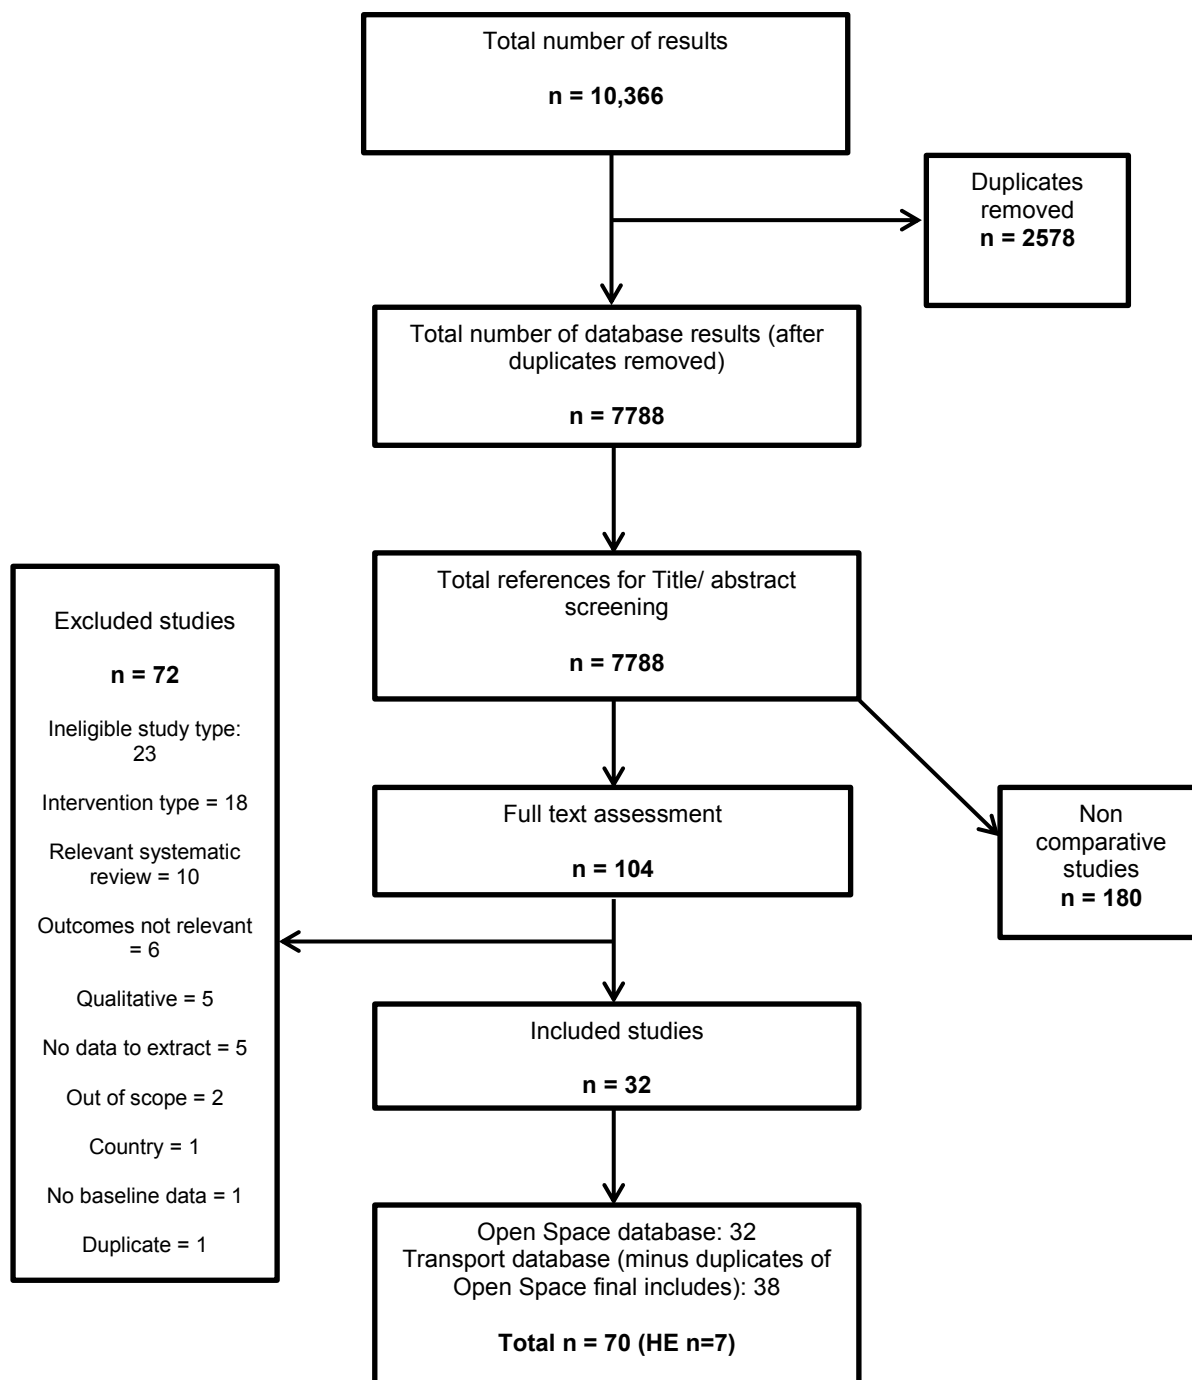 Total number of results
n = 10,366
Duplicates
removed
n = 2578
Total number of database results (after
duplicates removed)
n = 7788
Total references for Title/ abstract
screening
n = 7788
Excluded studies
n = 72
Ineligible study type:
23
Intervention type = 18
Relevant systematic
review = 10
Outcomes not relevant
= 6
Qualitative = 5
No data to extract = 5
Out of scope = 2
Country = 1
No baseline data = 1
Duplicate = 1
Full text assessment
n = 104
Non
comparative
studies
n = 180
Included studies
n = 32
Open Space database: 32
Transport database (minus duplicates of
Open Space final includes): 38
Total n = 70 (HE n=7)